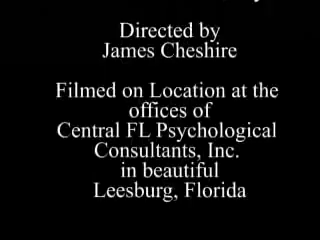 Directed by
James Cheshire
Filmed on Location at the
offices of
Central FL Psychological
Consultants, Inc.
in beautiful
Leesburg, Florida